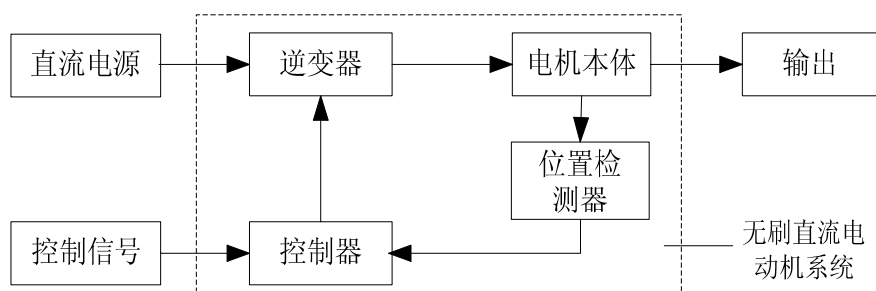 直流电源
逆变器
电机本体
输出
位置检
测器
控制信号
控制器
无刷直流电
动机系统